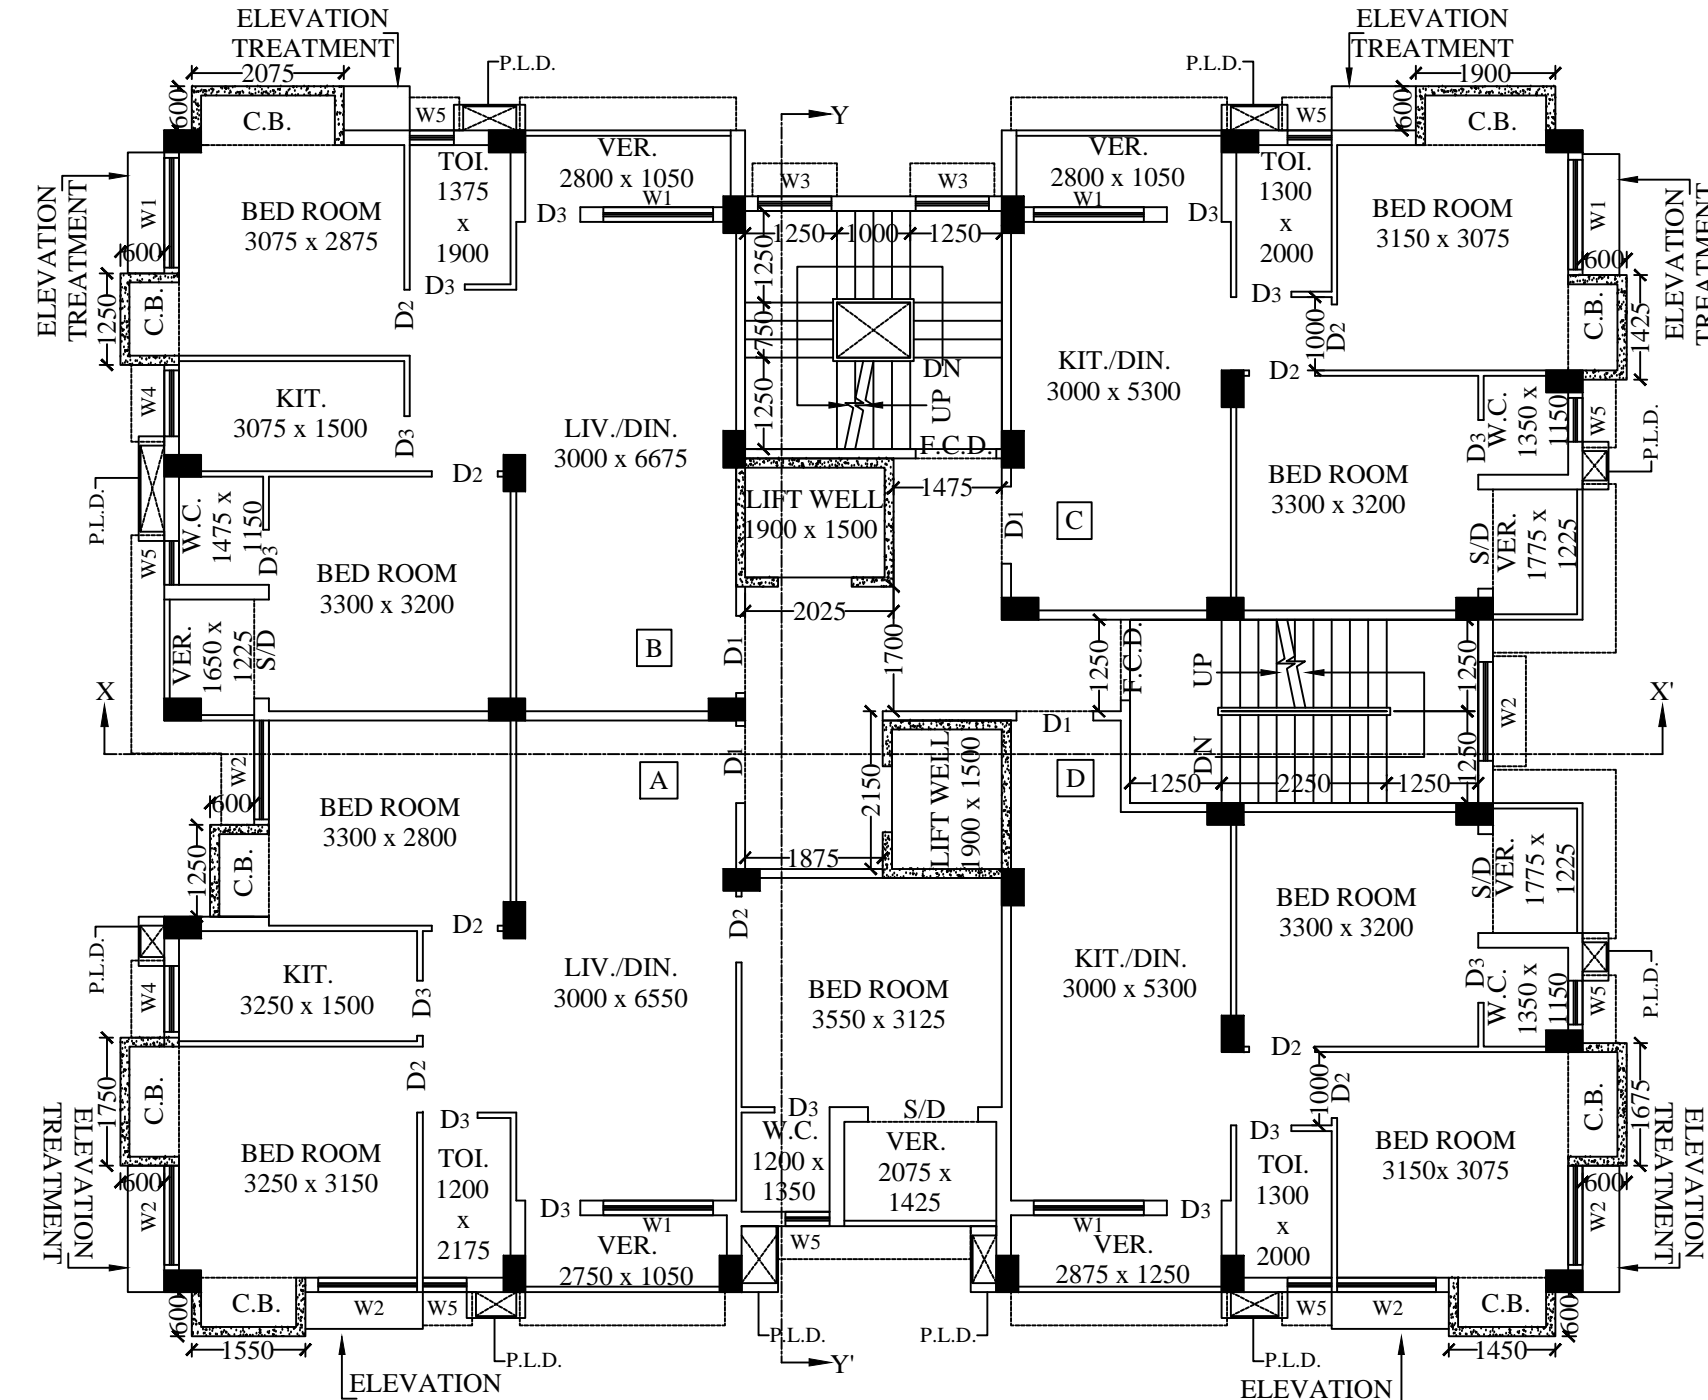 ELEVATION
TREATMENT
ELEVATION
TREATMENT
2075
P.L.D.
P.L.D.
1900
600
C.B.
W5
Y
W5
600
C.B.
TOI.
1375
x
1900
VER.
2800 x 1050
W1
D3
W3
W3
VER.
2800 x 1050
W1
D3
TOI.
1300
x
2000
ELEVATION
TREATMENT
W1
BED ROOM
3075 x 2875
1250
1000
1250
BED ROOM
3150 x 3075
W1
ELEVATION
TREATMENT
600
1250
C.B.
D2
D3
1250
750
1250
D3
1000
D2
600
C.B.
1425
W4
KIT.
3075 x 1500
D3
LIV./DIN.
3000 x 6675
DN
UP
KIT./DIN.
3000 x 5300
D2
W.C.
1350 x
1150
D3
W5
P.L.D.
F.C.D.
P.L.D.
D2
W.C.
1475 x
1150
D3
W5
LIFT WELL
1900 x 1500
1475
D1
C
BED ROOM
3300 x 3200
S/D
VER.
1775 x
1225
BED ROOM
3300 x 3200
2025
VER.
1650 x
1225
S/D
B
D1
1700
1250
F.C.D.
UP
1250
X
X'
D1
W2
W2
A
D1
2150
LIFT WELL
1900 x 1500
D
DN
1250
2250
1250
1250
600
1250
C.B.
BED ROOM
3300 x 2800
1875
S/D
VER.
1775 x
1225
D2
D2
BED ROOM
3300 x 3200
P.L.D.
W4
KIT.
3250 x 1500
D3
LIV./DIN.
3000 x 6550
BED ROOM
3550 x 3125
KIT./DIN.
3000 x 5300
D3
W.C.
1350 x
1150
W5
P.L.D.
1750
C.B.
D2
D2
1000
D2
C.B.
1675
D3
D3
S/D
D3
ELEVATION
TREATMENT
600
W2
BED ROOM
3250 x 3150
TOI.
1200
x
2175
W.C.
1200 x
1350
VER.
2075 x
1425
TOI.
1300
x
2000
BED ROOM
3150x 3075
600
W2
ELEVATION
TREATMENT
D3
W1
VER.
2750 x 1050
W5
W1
D3
VER.
2875 x 1250
600
C.B.
W2
W5
W5
W2
C.B.
600
1550
P.L.D.
P.L.D.
P.L.D.
Y'
P.L.D.
1450
ELEVATION
ELEVATION